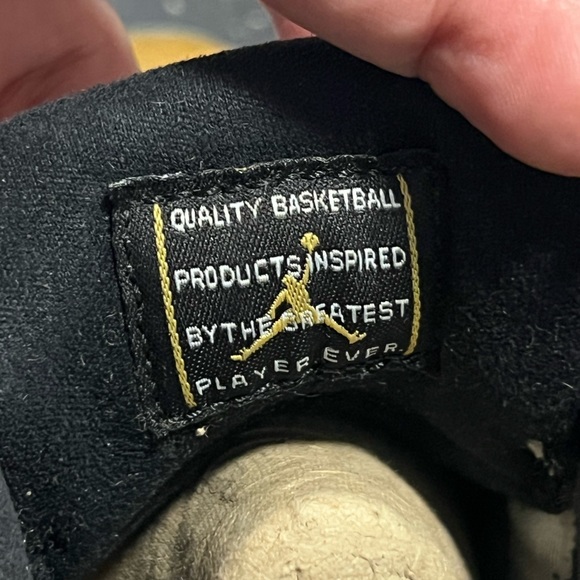 QUALITY BASKETBALL
PRODUCTS INSPIRED
BY THE GREATEST
PLAYER EVER.